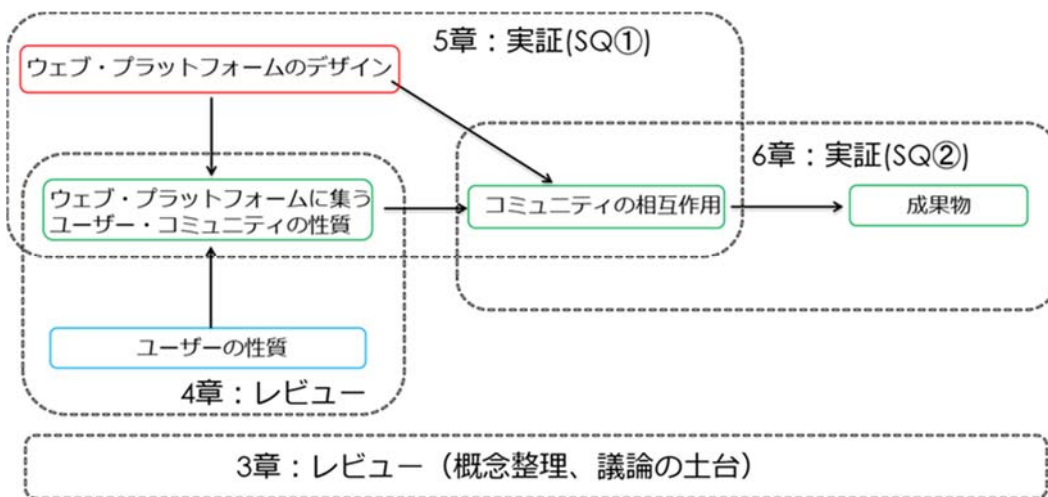 5章：実証(SQ①)
ウェブ・プラットフォームのデザイン
6章：実証(SQ②)
ウェブ・プラットフォームに集う
ユーザー・コミュニティの性質
コミュニティの相互作用
成果物
ユーザーの性質
4章：レビュー
3章：レビュー（概念整理、議論の土台）